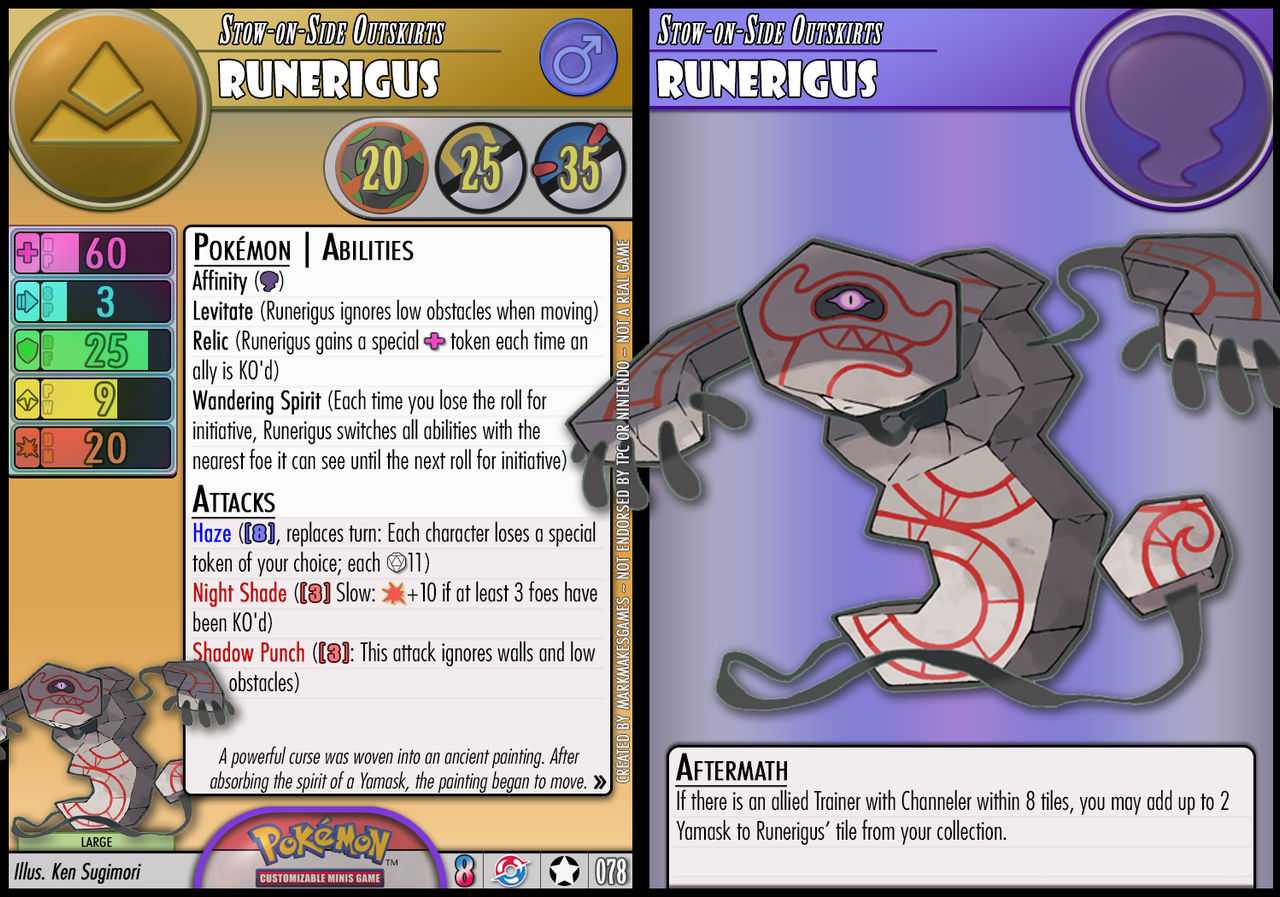 STOW-ON-SIDE OUTSKIRTS
RUNERIGUS
20 25 35
HP 60
SP 3
DF 25
PW 9
DM 20
POKÉMON | ABILITIES
Affinity ()
Levitate (Runerigus ignores low obstacles when moving)
Relic (Runerigus gains a special token each time an
ally is KO'd)
Wandering Spirit (Each time you lose the roll for
initiative, Runerigus switches all abilities with the
nearest foe it can see until the next roll for initiative)
ATTACKS
Haze ([8], replaces turn: Each character loses a special
token of your choice; each 11)
Night Shade ([3] Slow: +10 if at least 3 foes have
been KO'd)
Shadow Punch ([3]: This attack ignores walls and low
obstacles)
A powerful curse was woven into an ancient painting. After
absorbing the spirit of a Yamask, the painting began to move. »
CREATED BY MARKMAKESGAMES – NOT ENDORSED BY TPC OR NINTENDO – NOT A REAL GAME
LARGE
Illus. Ken Sugimori
POKÉMON™
CUSTOMIZABLE MINIS GAME
8
078
STOW-ON-SIDE OUTSKIRTS
RUNERIGUS
AFTERMATH
If there is an allied Trainer with Channeler within 8 tiles, you may add up to 2
Yamask to Runerigus' tile from your collection.